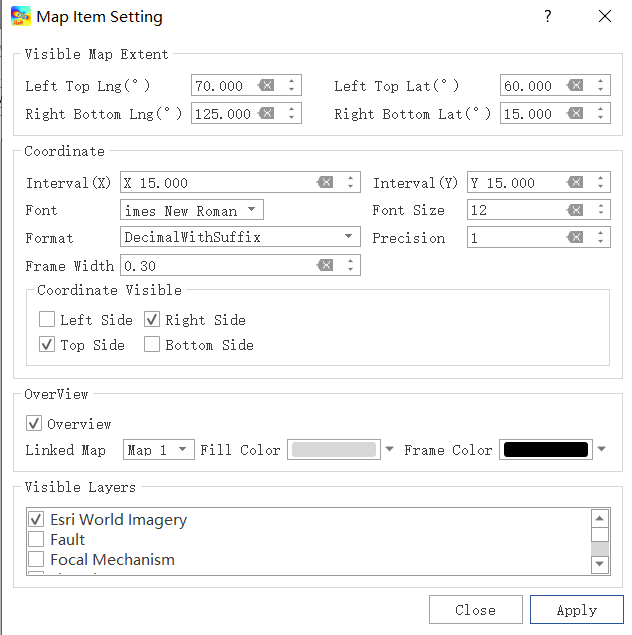 Map Item Setting ?
Visible Map Extent
Left Top Lng(°) 70.000 Left Top Lat(°) 60.000
Right Bottom Lng(°) 125.000 Right Bottom Lat(°) 15.000
Coordinate
Interval(X) X 15.000 Interval(Y) Y 15.000
Font imes New Roman Font Size 12
Format DecimalWithSuffix Precision 1
Frame Width 0.30
Coordinate Visible
Left Side Right Side
Top Side Bottom Side
OverView
Overview
Linked Map Map 1 Fill Color Frame Color
Visible Layers
Esri World Imagery
Fault
Focal Mechanism
Close Apply